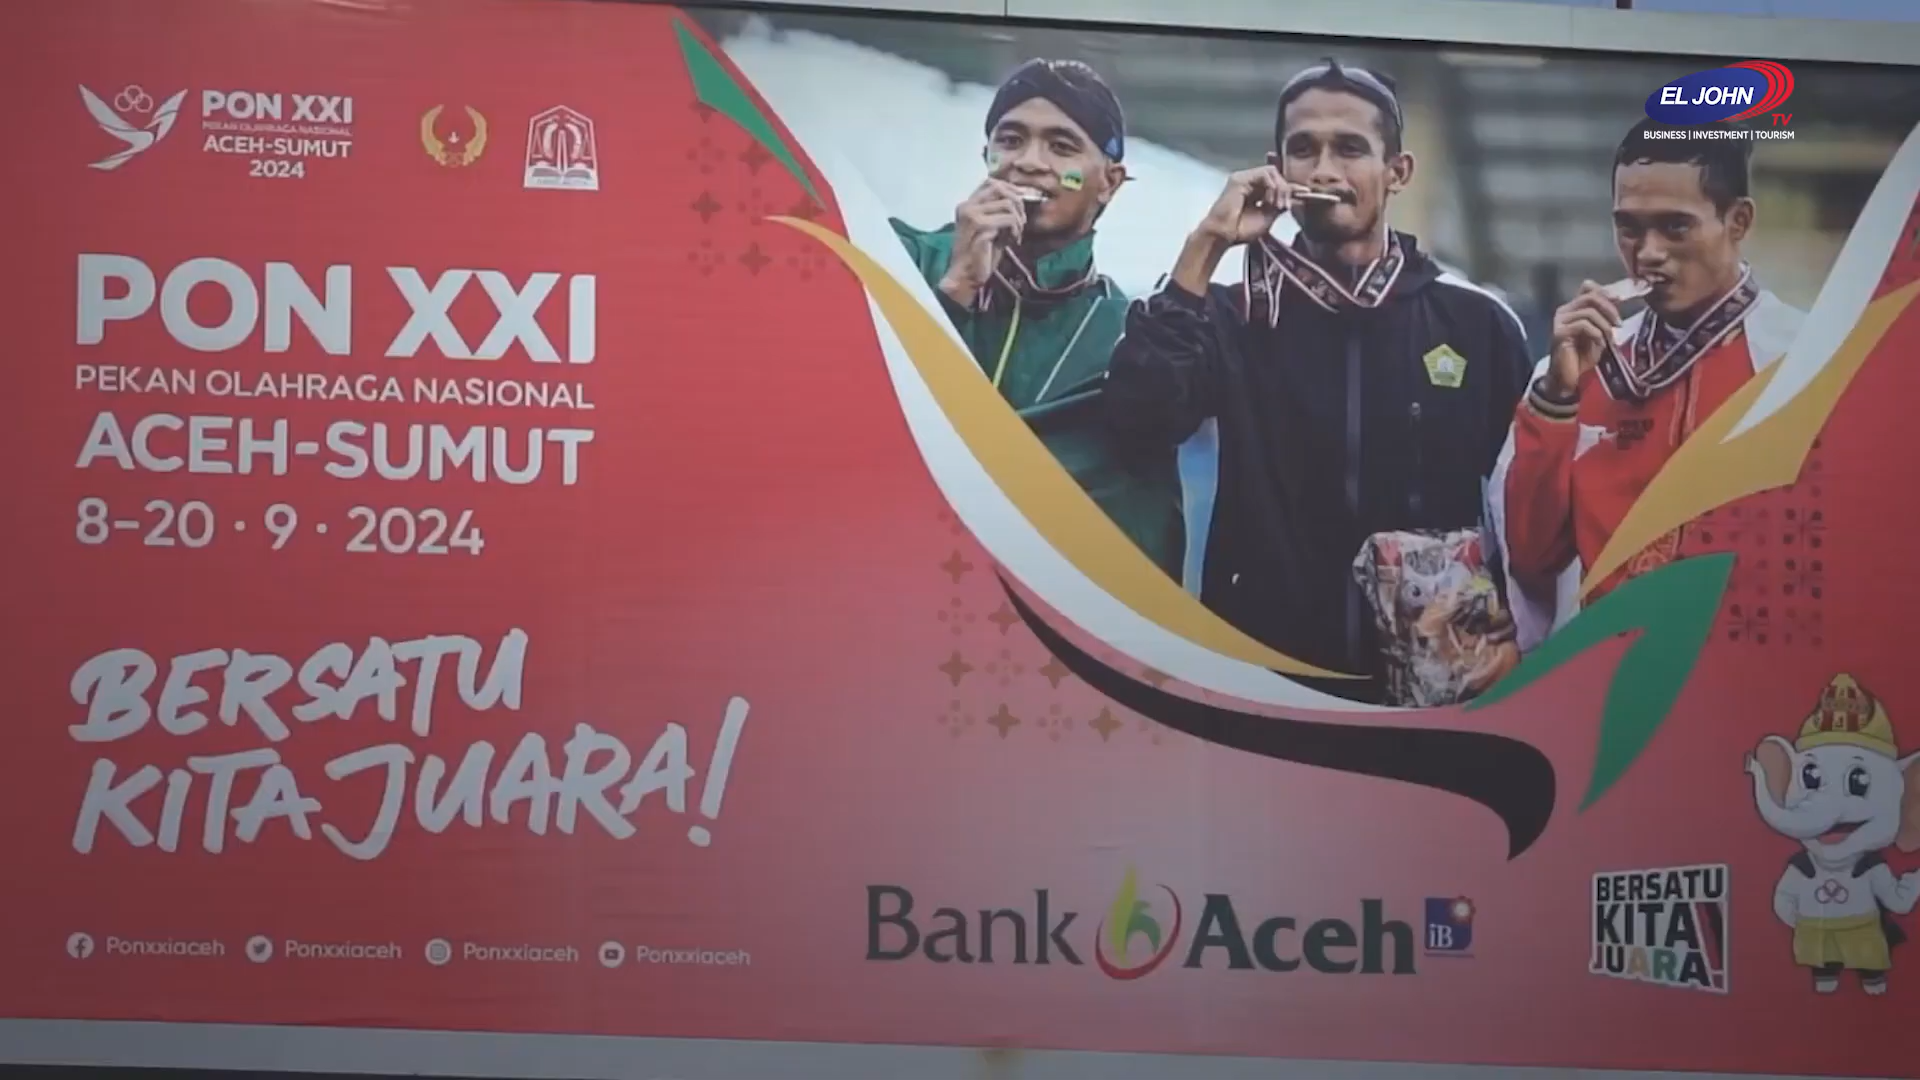 PON XXI
PEKAN OLAHRAGA NASIONAL
ACEH-SUMUT
2024
EL JOHN
TV
BUSINESS | INVESTMENT | TOURISM
PON XXI
PEKAN OLAHRAGA NASIONAL
ACEH-SUMUT
8-20 · 9 · 2024
BERSATU
KITA JUARA!
Ponxxiaceh Ponxxiaceh Ponxxiaceh Ponxxiaceh
Bank Aceh iB
BERSATU
KITA
JUARA!